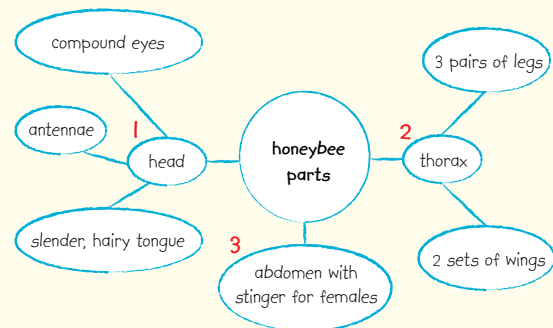 compound eyes
antennae
1
head
slender, hairy tongue
honeybee
parts
3 pairs of legs
2
thorax
2 sets of wings
3
abdomen with
stinger for females